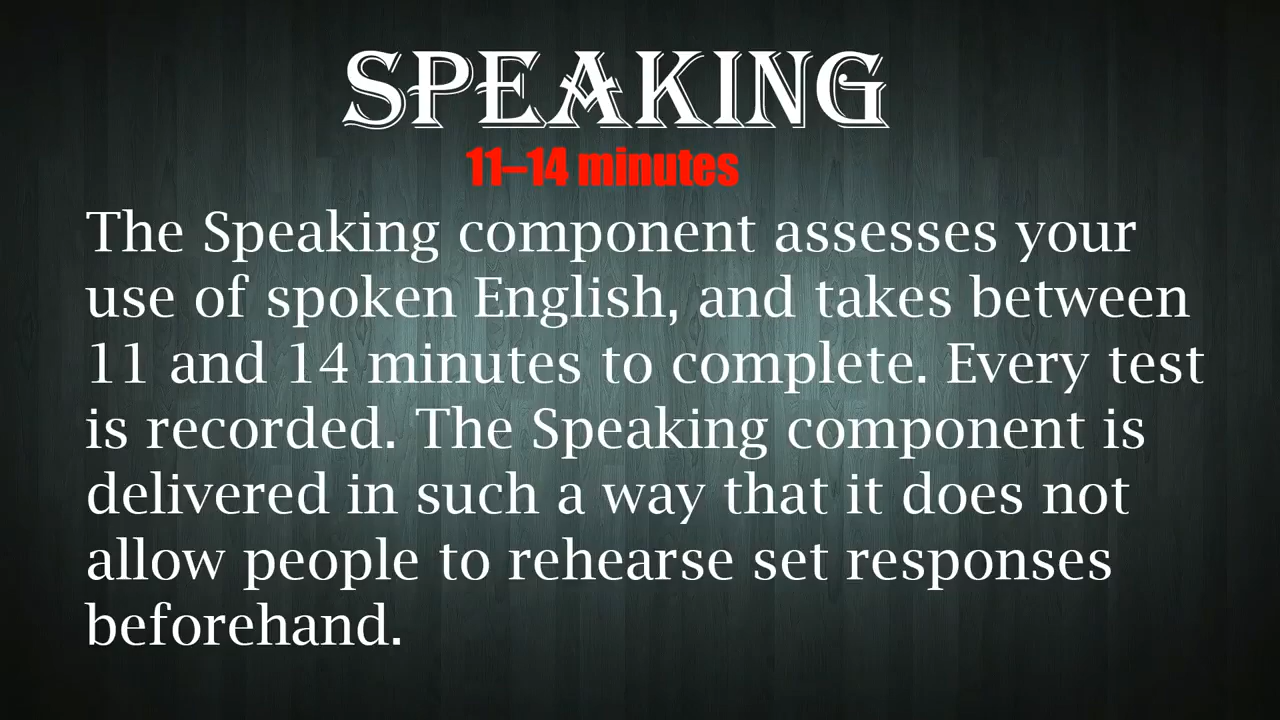 SPEAKING
11–14 minutes
The Speaking component assesses your
use of spoken English, and takes between
11 and 14 minutes to complete. Every test
is recorded. The Speaking component is
delivered in such a way that it does not
allow people to rehearse set responses
beforehand.